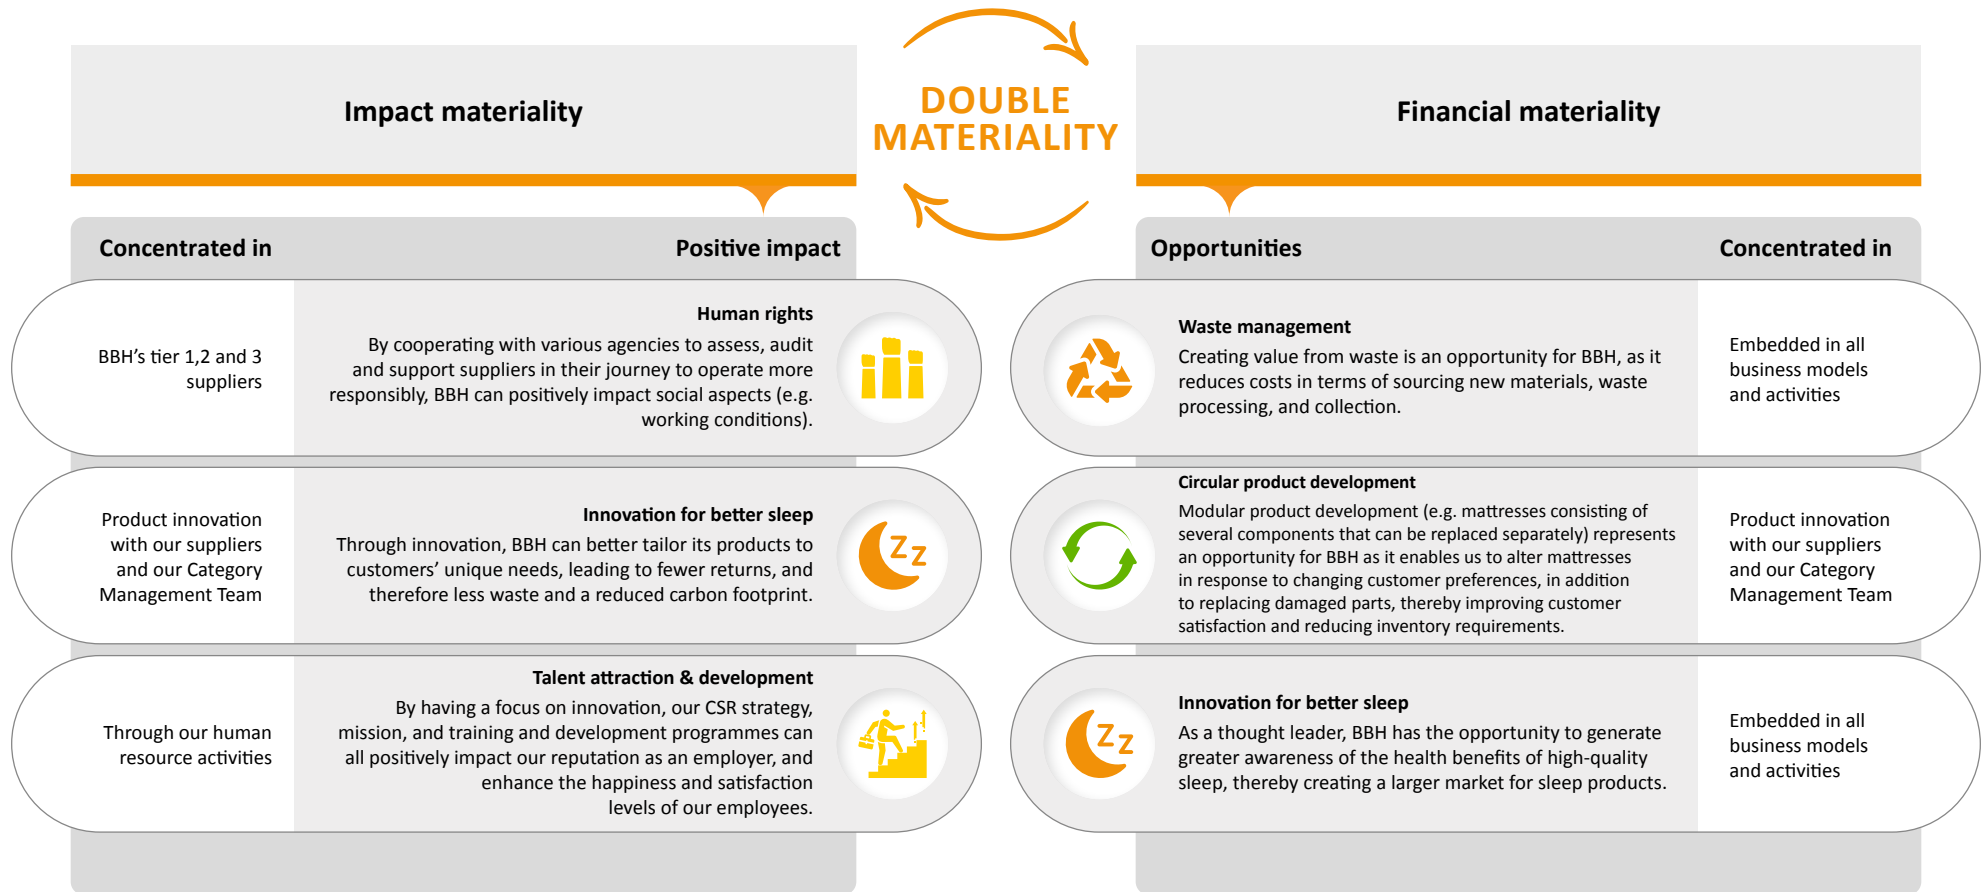 Impact materiality
DOUBLE
MATERIALITY
Financial materiality
Concentrated in
Positive impact
BBH's tier 1,2 and 3
suppliers
Human rights
By cooperating with various agencies to assess, audit
and support suppliers in their journey to operate more
responsibly, BBH can positively impact social aspects (e.g.
working conditions).
Product innovation
with our suppliers
and our Category
Management Team
Innovation for better sleep
Through innovation, BBH can better tailor its products to
customers' unique needs, leading to fewer returns, and
therefore less waste and a reduced carbon footprint.
Through our human
resource activities
Talent attraction & development
By having a focus on innovation, our CSR strategy,
mission, and training and development programmes can
all positively impact our reputation as an employer, and
enhance the happiness and satisfaction
levels of our employees.
Opportunities
Concentrated in
Waste management
Creating value from waste is an opportunity for BBH, as it
reduces costs in terms of sourcing new materials, waste
processing, and collection.
Embedded in all
business models
and activities
Circular product development
Modular product development (e.g. mattresses consisting of
several components that can be replaced separately) represents
an opportunity for BBH as it enables us to alter mattresses
in response to changing customer preferences, in addition
to replacing damaged parts, thereby improving customer
satisfaction and reducing inventory requirements.
Product innovation
with our suppliers
and our Category
Management Team
Innovation for better sleep
As a thought leader, BBH has the opportunity to generate
greater awareness of the health benefits of high-quality
sleep, thereby creating a larger market for sleep products.
Embedded in all
business models
and activities
Z Z
Z Z